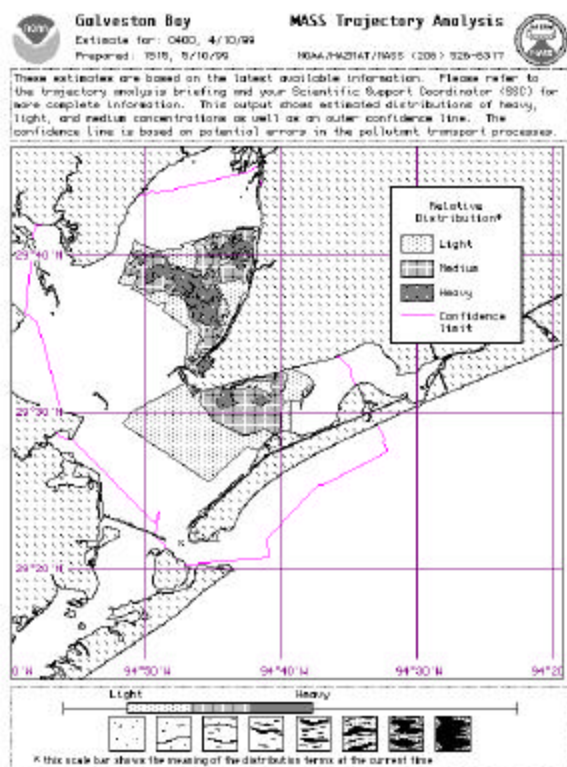 Galveston Bay
MASS Trajectory Analysis
Estimate for: 0400, 4/10/99
Prepared: 1515, 5/10/99
NOAA/HAZMAT/MASS (206) 526-6317
These estimates are based on the latest available information. Please refer to
the trajectory analysis briefing and your Scientific Support Coordinator (SSC) for
more complete information. This output shows estimated distributions of heavy,
light, and medium concentrations as well as an outer confidence line. The
confidence line is based on potential errors in the pollutant transport processes.
Relative
Distribution*
Light
Medium
Heavy
Confidence
limit
29°40'N
29°30'N
29°20'N
0'W
94°50'W
94°40'W
94°30'W
94°20
Light
Heavy
* this scale bar shows the meaning of the distribution terms at the current time